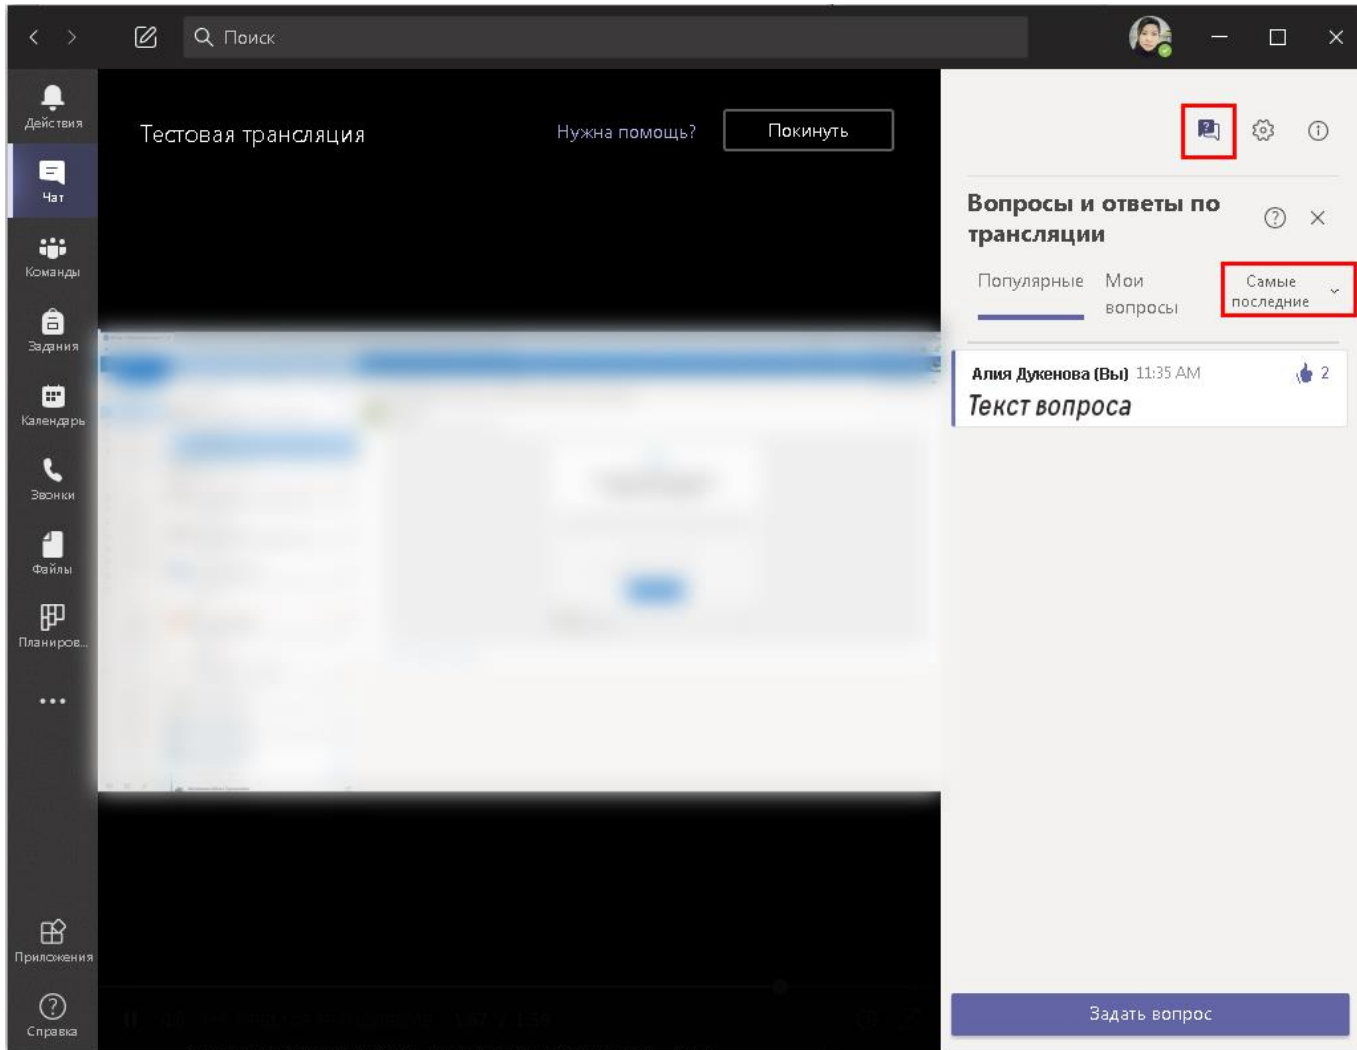 Поиск
Действия
Чат
Команды
Задания
Календарь
Звонки
Файлы
Планиров...
Приложения
Справка
Тестовая трансляция
Нужна помощь?
Покинуть
Вопросы и ответы по
трансляции
Популярные
Мои
вопросы
Самые
последние
Алия Дукенова (Вы) 11:35 AM
2
Текст вопроса
Задать вопрос